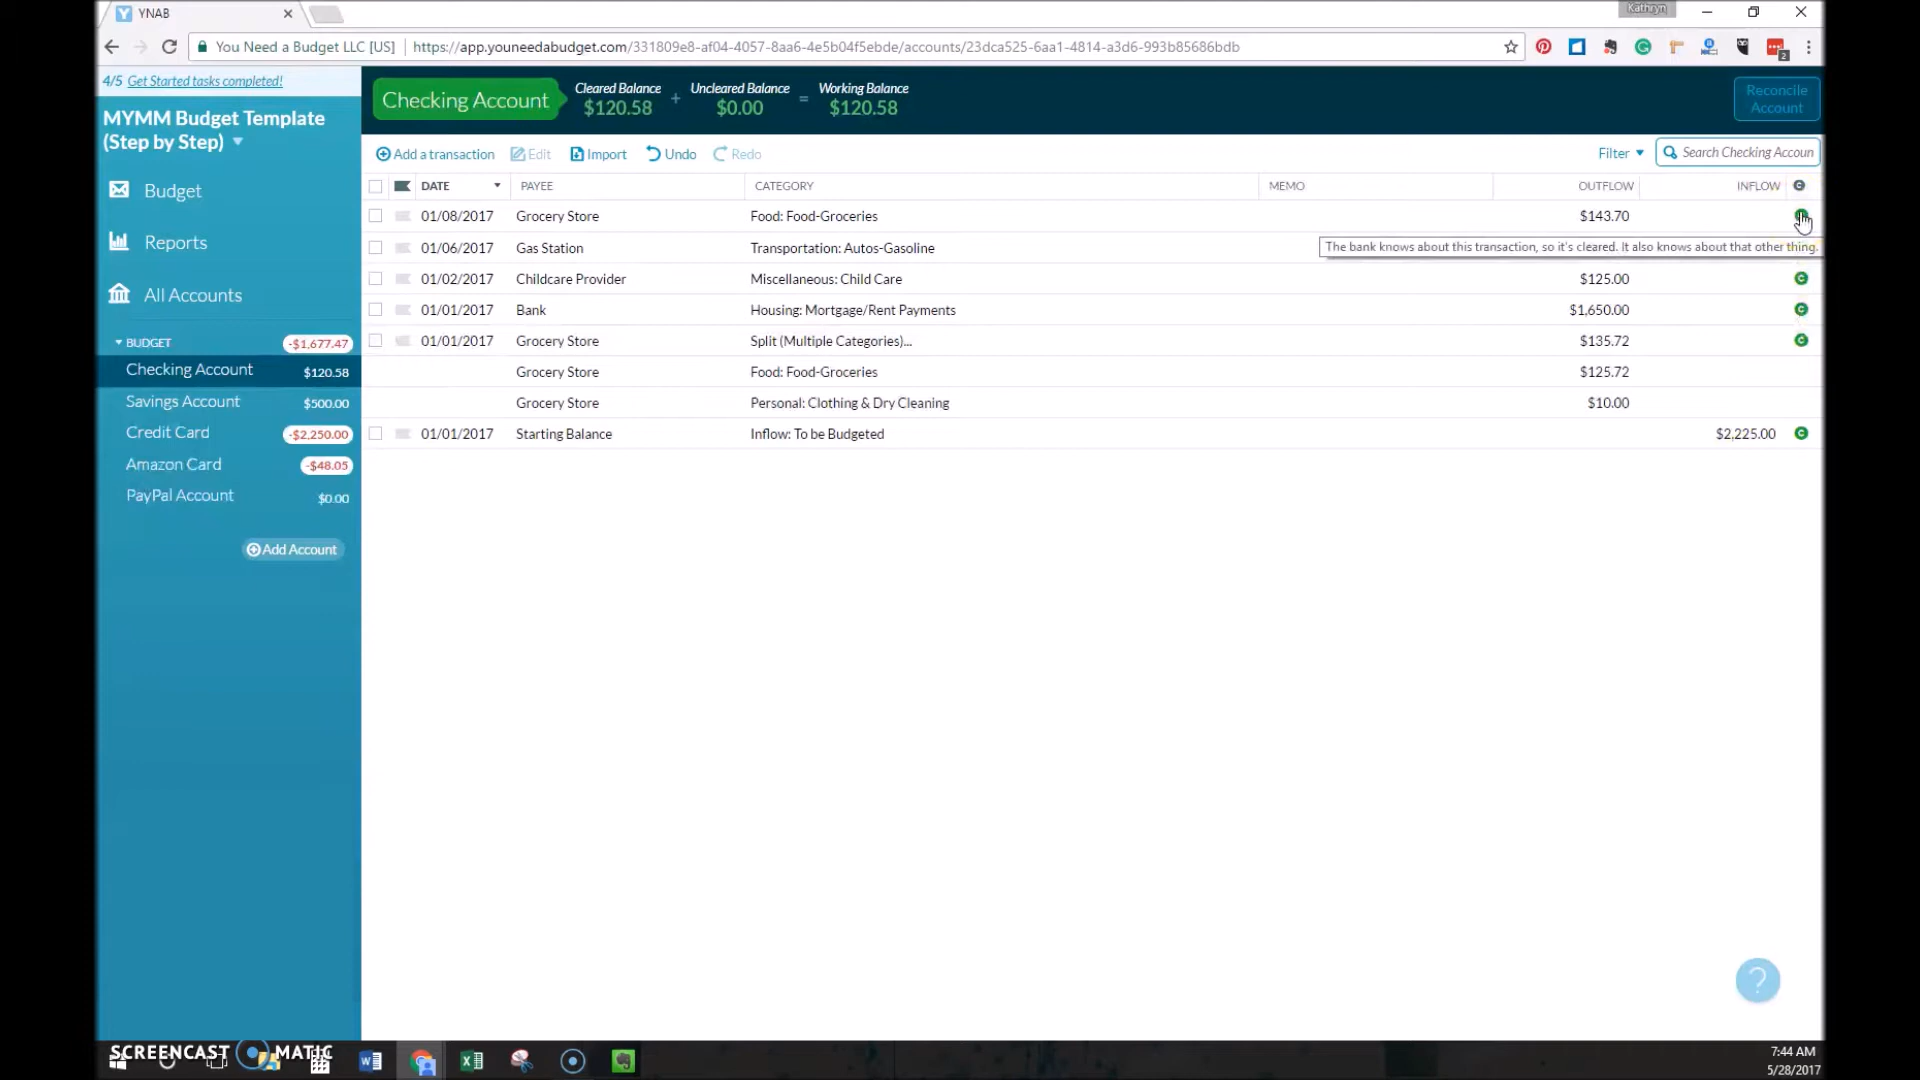 YNAB
Kathryn
You Need a Budget LLC [US] https://app.youneedabudget.com/331809e8-af04-4057-8aa6-4e5b04f5ebde/accounts/23dca525-6aa1-4814-a3d6-993b85686bdb
2
4/5 Get Started tasks completed!
MYMM Budget Template
(Step by Step)
Budget
Reports
All Accounts
BUDGET -$1,677.47
Checking Account $120.58
Savings Account $500.00
Credit Card -$2,250.00
Amazon Card -$48.05
PayPal Account $0.00
Add Account
Checking Account
Cleared Balance + Uncleared Balance = Working Balance
$120.58 $0.00 $120.58
Reconcile
Account
Add a transaction Edit Import Undo Redo Filter Search Checking Accoun
DATE PAYEE CATEGORY MEMO OUTFLOW INFLOW C
01/08/2017 Grocery Store Food: Food-Groceries $143.70
01/06/2017 Gas Station Transportation: Autos-Gasoline
The bank knows about this transaction, so it's cleared. It also knows about that other thing.
01/02/2017 Childcare Provider Miscellaneous: Child Care $125.00 C
01/01/2017 Bank Housing: Mortgage/Rent Payments $1,650.00 C
01/01/2017 Grocery Store Split (Multiple Categories)... $135.72 C
Grocery Store Food: Food-Groceries $125.72
Grocery Store Personal: Clothing & Dry Cleaning $10.00
01/01/2017 Starting Balance Inflow: To be Budgeted $2,225.00 C
?
SCREENCAST MATIC
7:44 AM
5/28/2017